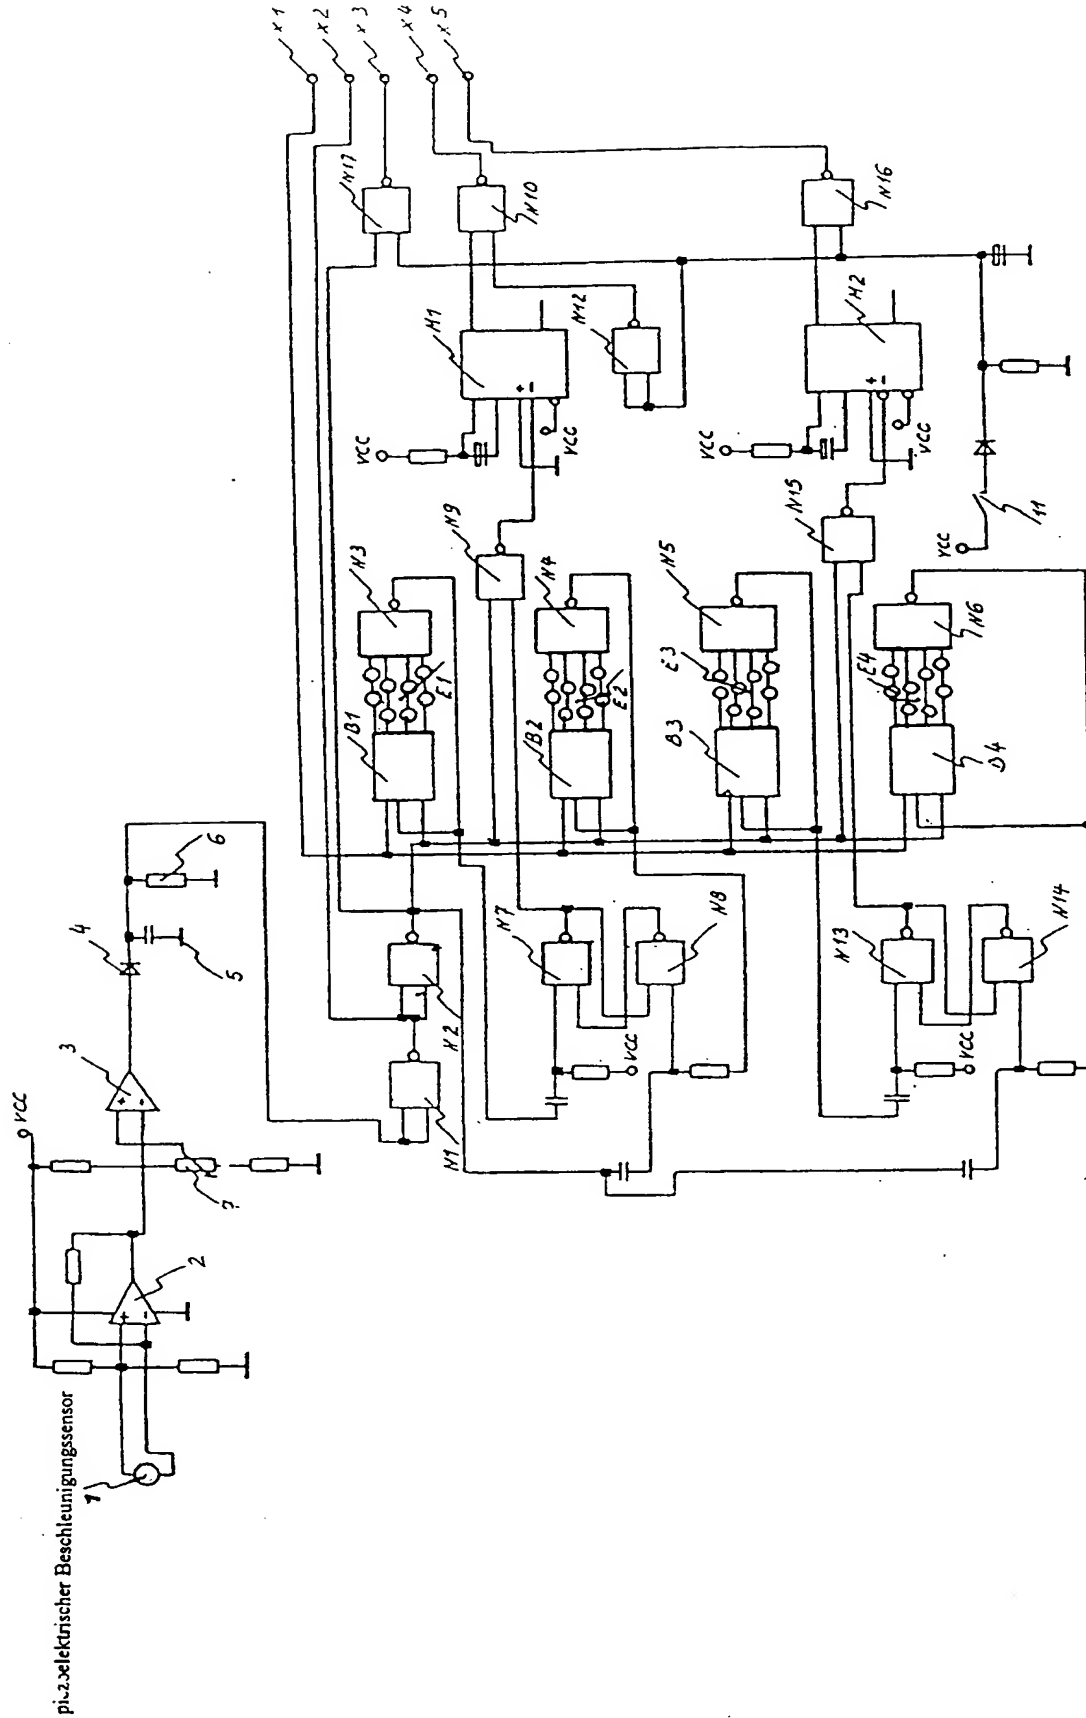 x1
x2
x3
x4
x5
N17
N10
N16
M1
N12
M2
VCC
VCC
VCC
VCC
N3
N9
N4
N5
N15
11
VCC
N6
B1
E1
B2
E2
B3
E3
E4
D4
6
4
5
3
VCC
7
2
N7
N8
N13
N14
N2
N1
VCC
VCC
piezoelektrischer Beschleunigungssensor
1